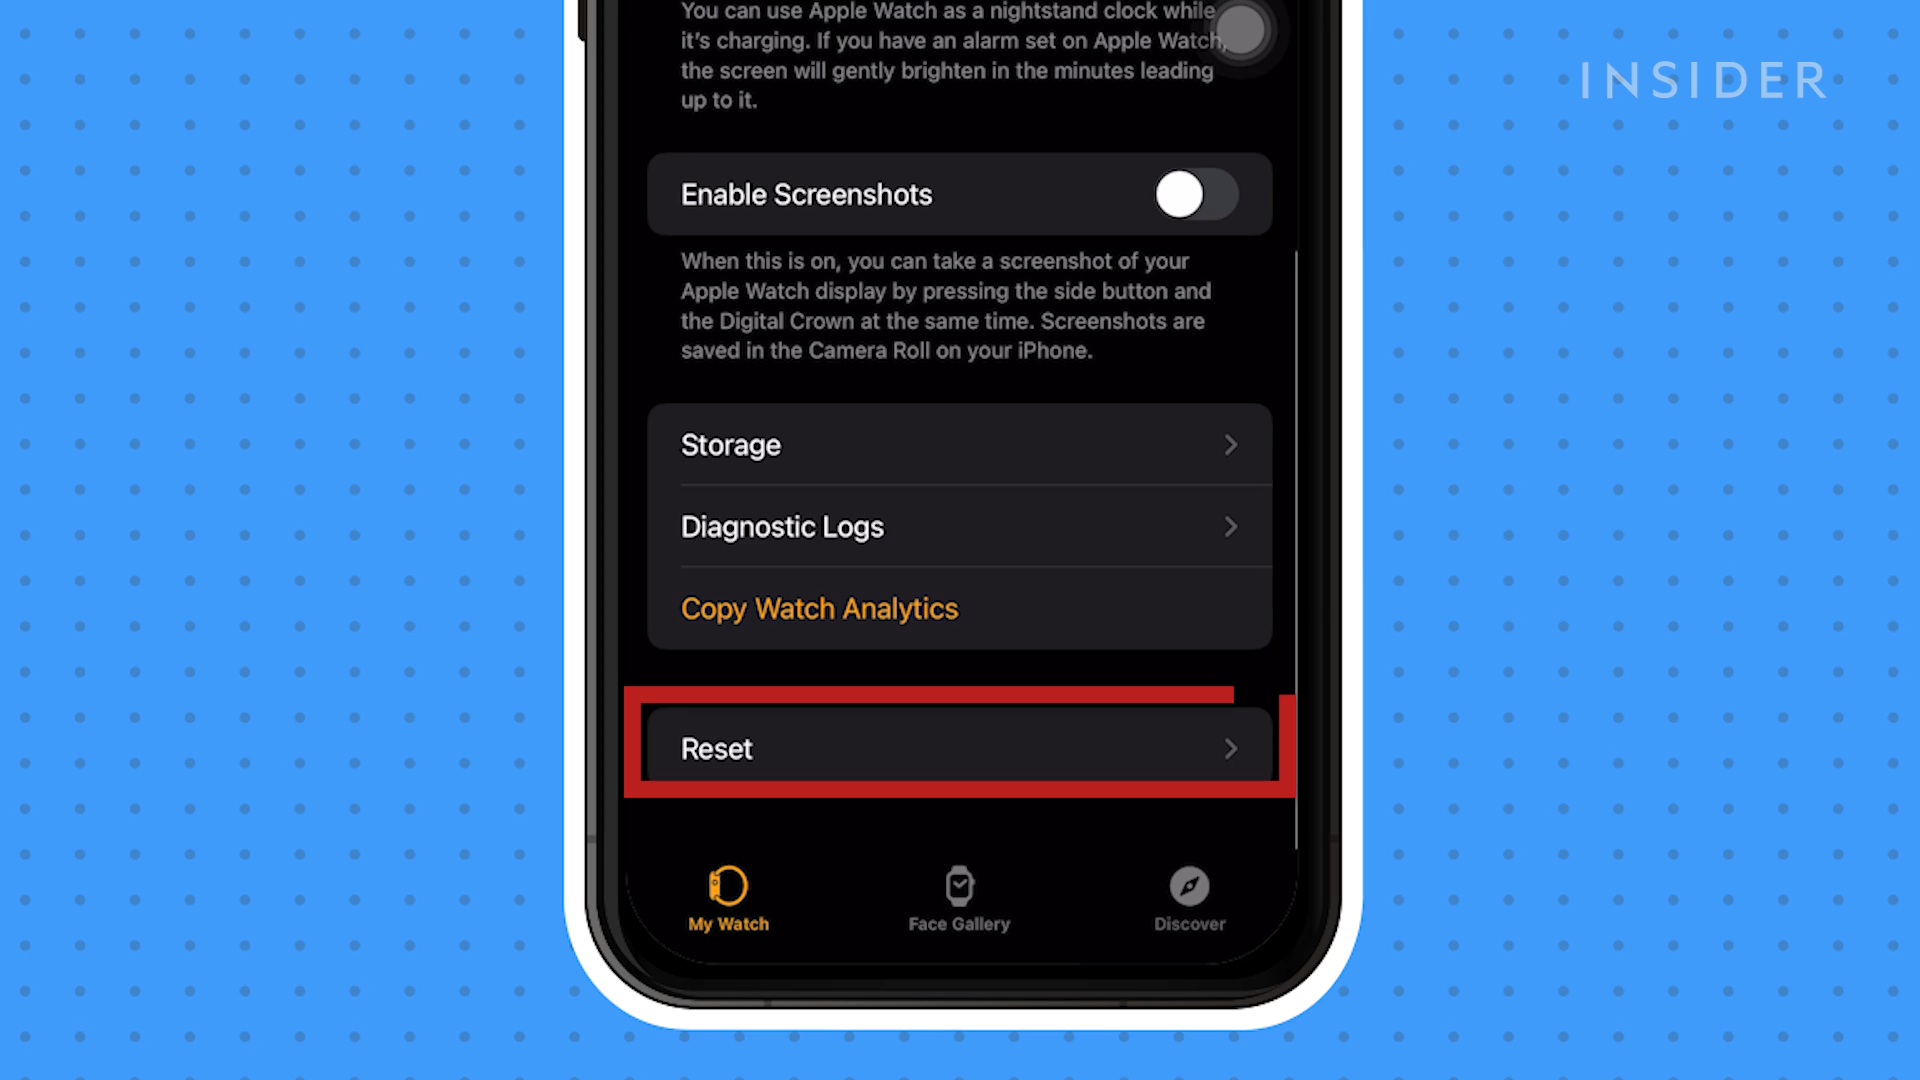 You can use Apple Watch as a nightstand clock while
it's charging. If you have an alarm set on Apple Watch,
the screen will gently brighten in the minutes leading
up to it.
INSIDER
Enable Screenshots
When this is on, you can take a screenshot of your
Apple Watch display by pressing the side button and
the Digital Crown at the same time. Screenshots are
saved in the Camera Roll on your iPhone.
Storage
Diagnostic Logs
Copy Watch Analytics
Reset
My Watch
Face Gallery
Discover